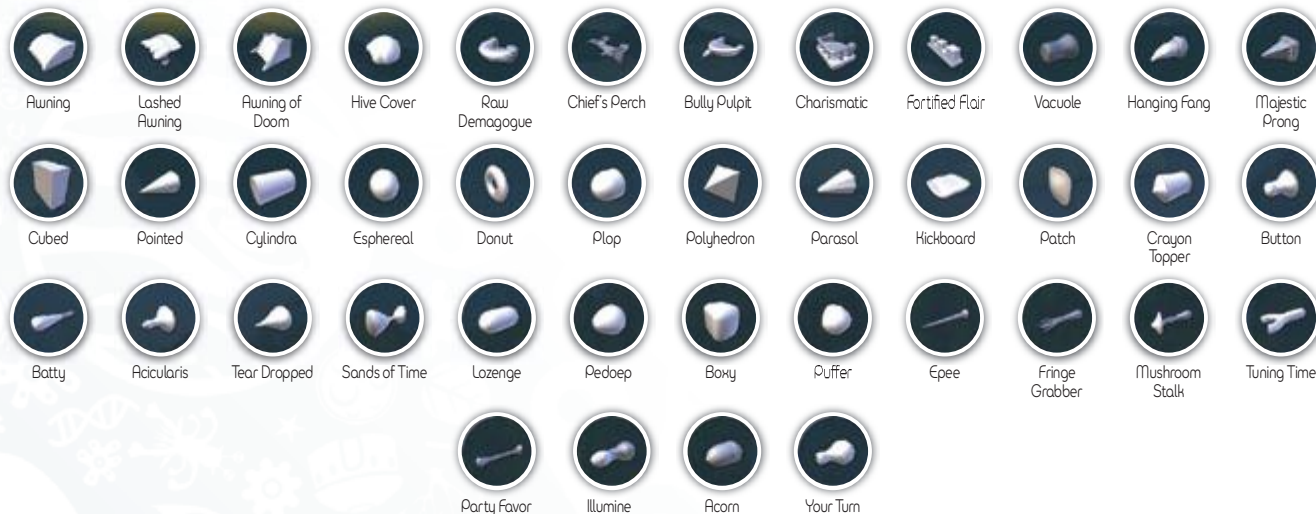 Awning
Lashed
Awning
Awning of
Doom
Hive Cover
Raw
Demagogue
Chief's Perch
Bully Pulpit
Charismatic
Fortified Flair
Vacuole
Hanging Fang
Majestic
Prong
Cubed
Pointed
Cylindra
Esphereal
Donut
Plop
Polyhedron
Parasol
Kickboard
Patch
Crayon
Topper
Button
Batty
Acicularis
Tear Dropped
Sands of Time
Lozenge
Pedoep
Boxy
Puffer
Epee
Fringe
Grabber
Mushroom
Stalk
Tuning Time
Party Favor
Illumine
Acorn
Your Turn